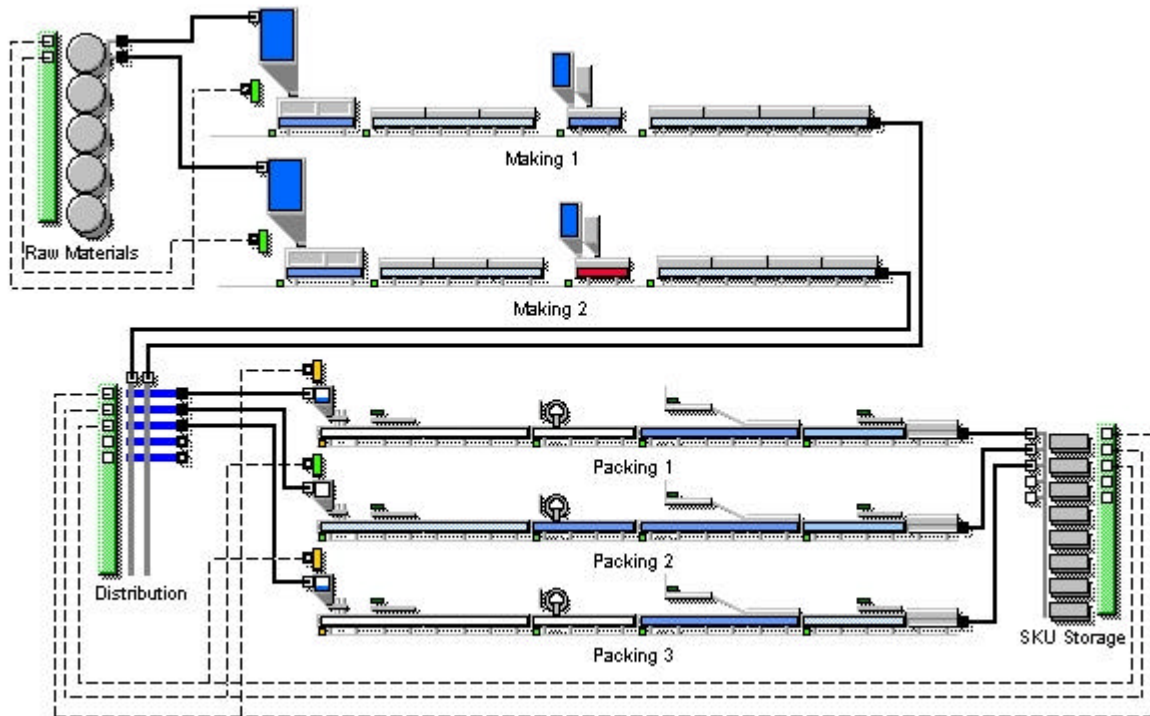 Making 1
Raw Materials
Making 2
Packing 1
Packing 2
Distribution
SKU Storage
Packing 3